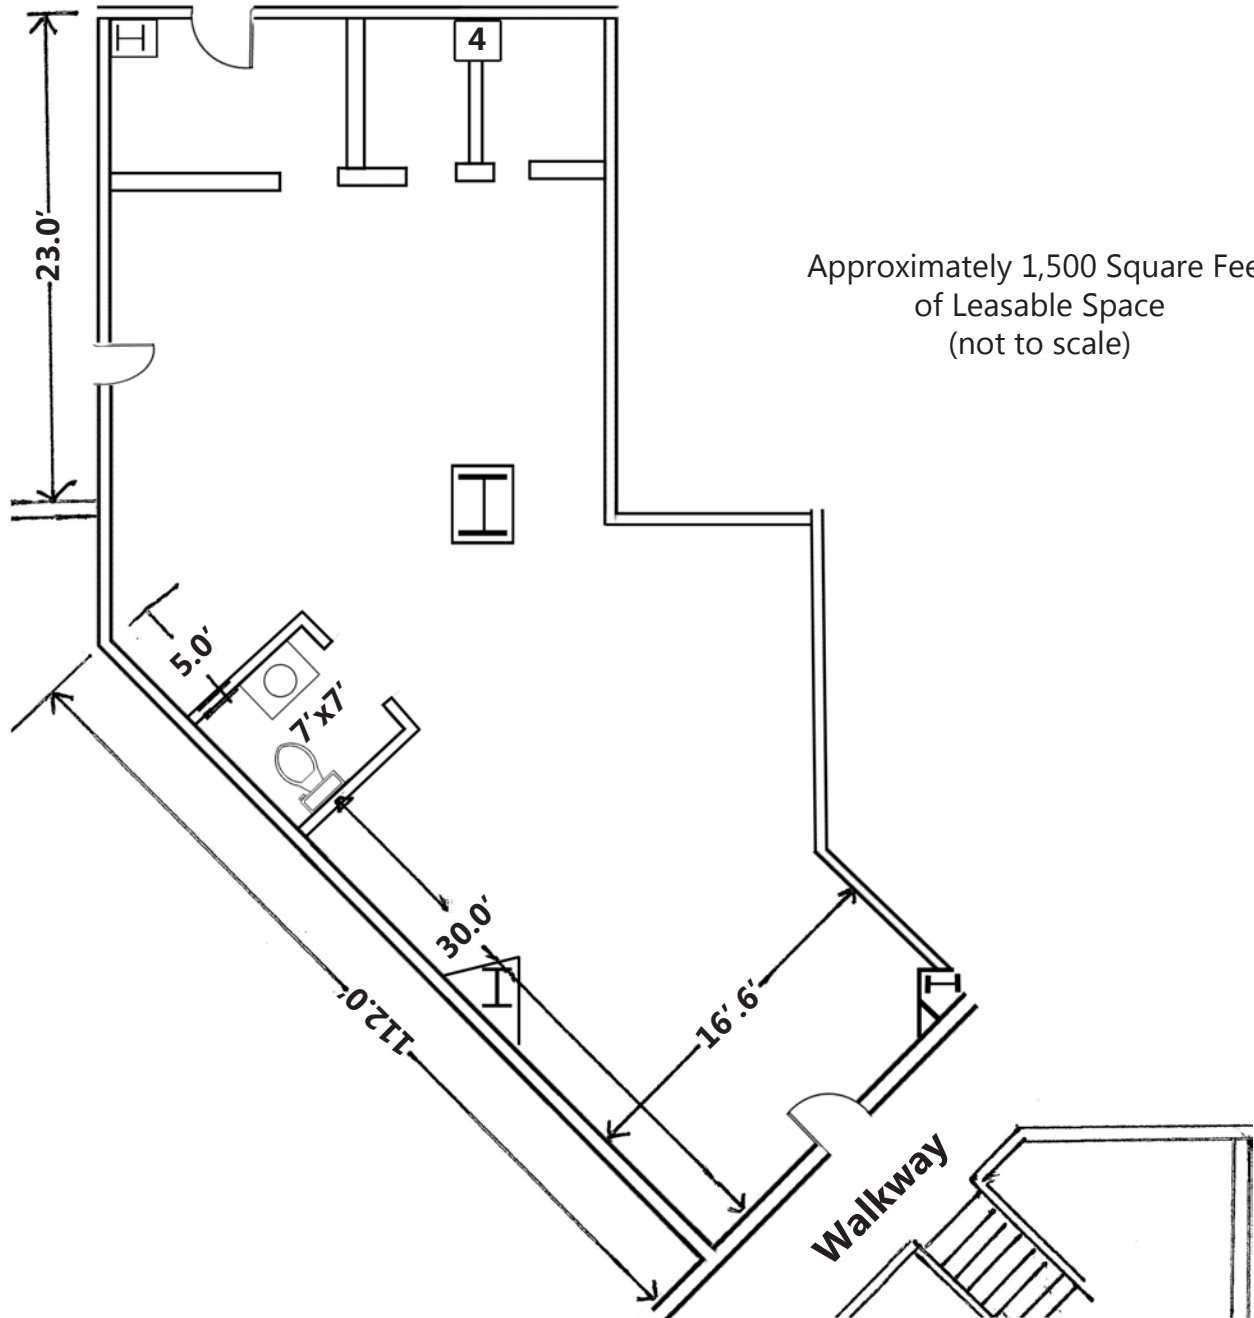 4
23.0′
Approximately 1,500 Square Fee
of Leasable Space
(not to scale)
5.0′
7′x7′
30.0′
112.0′
16′.6′
Walkway